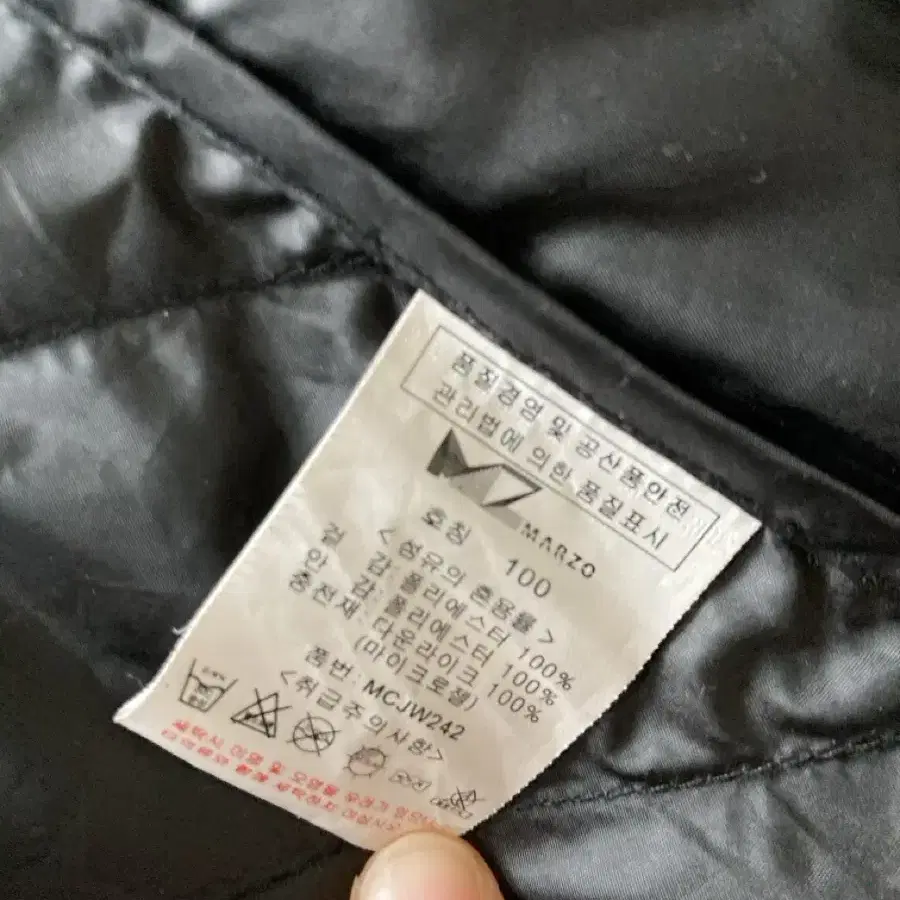 품질경영 및 공산품안전
관리법에 의한 품질표시
MZ MARZO
호칭 100
<섬유의 혼용률>
겉 감: 폴리에스터 100%
안 감: 폴리에스터 100%
충전재: 다운라이크 100%
(마이크로젤)
품번: MCJW242
<취급주의사항>